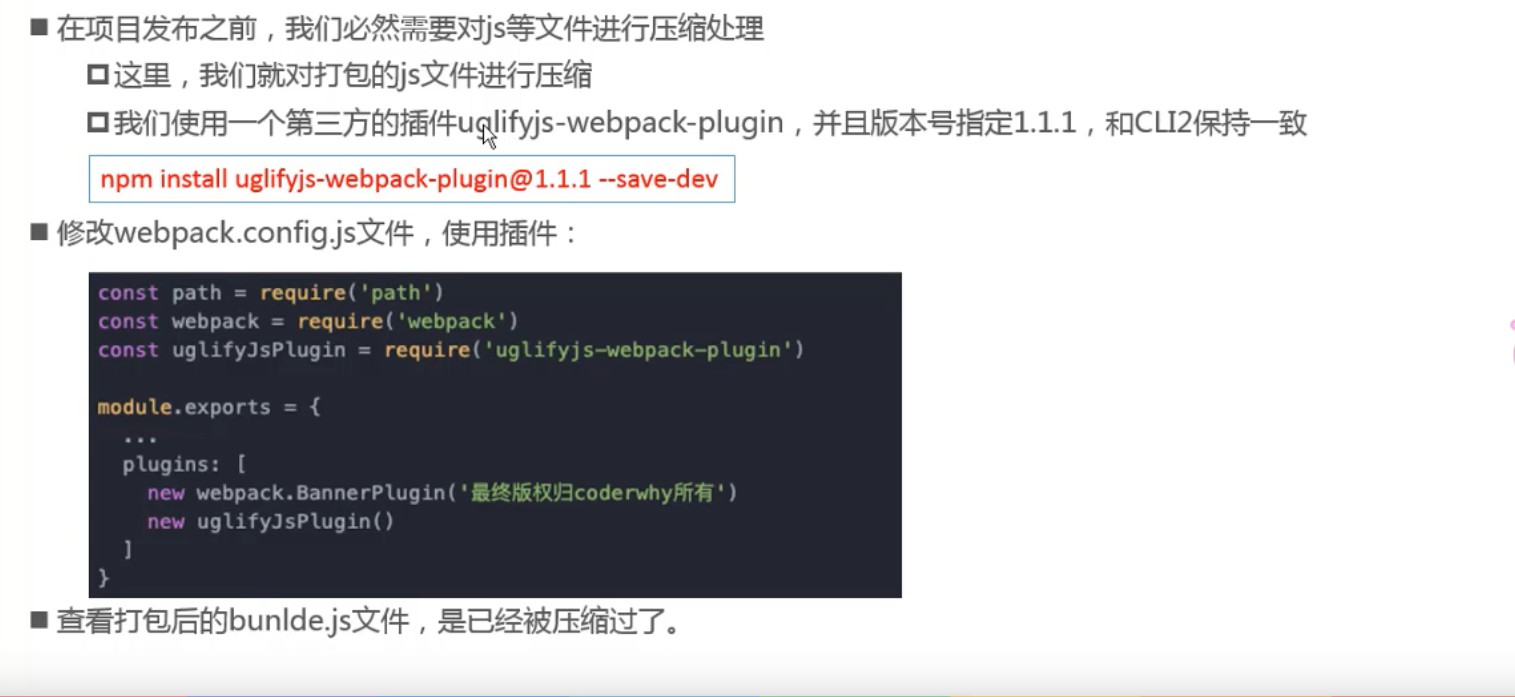 ■ 在项目发布之前，我们必然需要对js等文件进行压缩处理
这里，我们就对打包的js文件进行压缩
我们使用一个第三方的插件uglifyjs-webpack-plugin，并且版本号指定1.1.1，和CLI2保持一致
npm install uglifyjs-webpack-plugin@1.1.1 --save-dev
■ 修改webpack.config.js文件，使用插件：
const path = require('path')
const webpack = require('webpack')
const uglifyJsPlugin = require('uglifyjs-webpack-plugin')
module.exports = {
...
plugins: [
new webpack.BannerPlugin('最终版权归coderwhy所有')
new uglifyJsPlugin()
]
}
■ 查看打包后的bunlde.js文件，是已经被压缩过了。